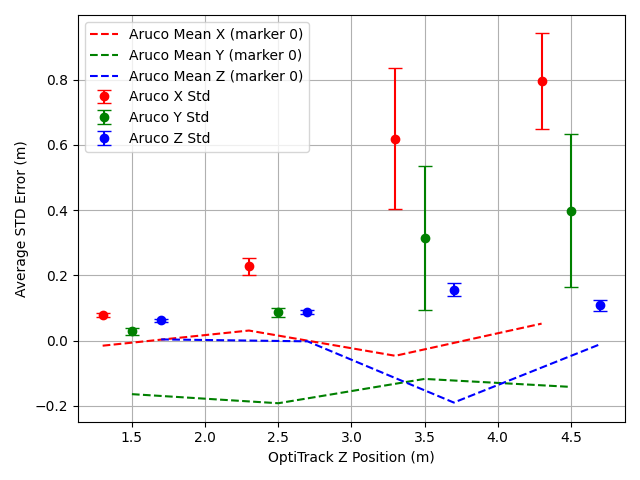 Aruco Mean X (marker 0)
Aruco Mean Y (marker 0)
Aruco Mean Z (marker 0)
Aruco X Std
Aruco Y Std
Aruco Z Std
Average STD Error (m)
0.8
0.6
0.4
0.2
0.0
−0.2
1.5 2.0 2.5 3.0 3.5 4.0 4.5
OptiTrack Z Position (m)